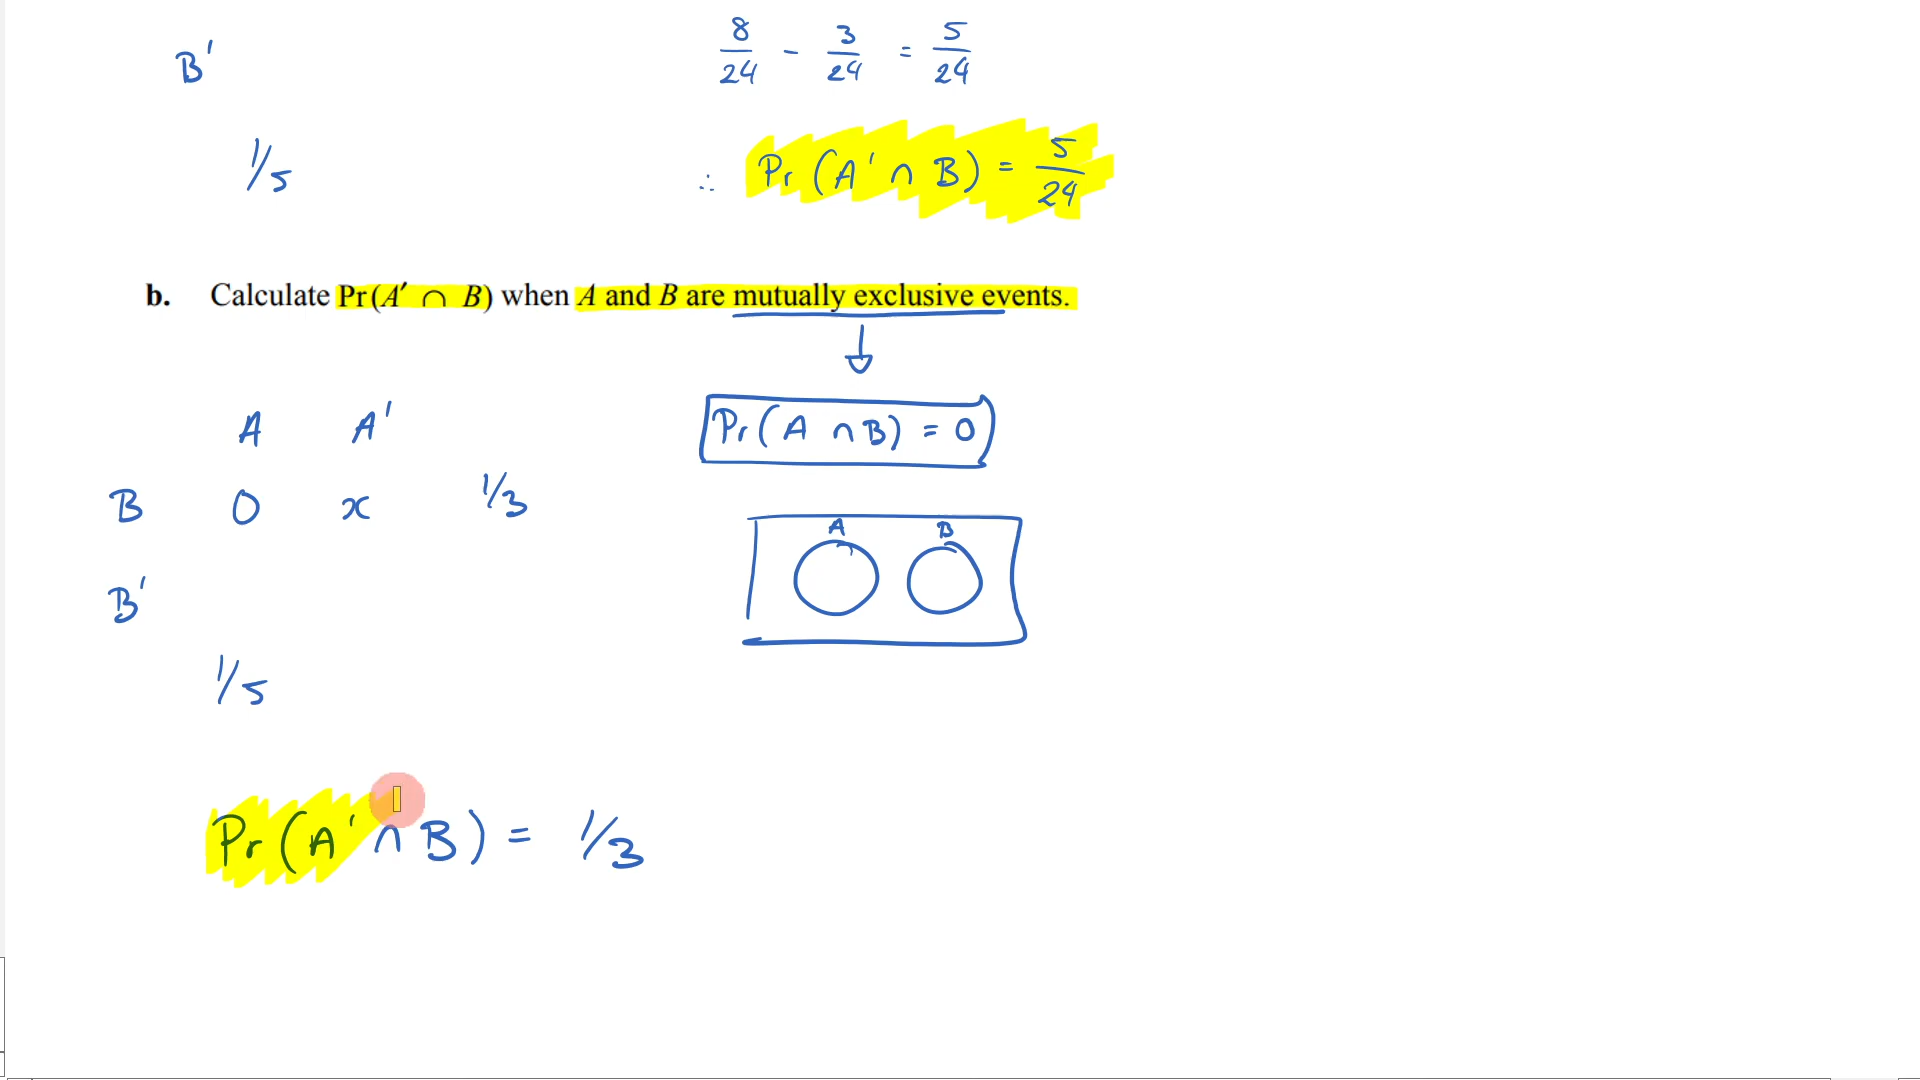 B'
8/24 - 3/24 = 5/24
1/5
∴ Pr(A' ∩ B) = 5/24
b. Calculate Pr(A′ ∩ B) when A and B are mutually exclusive events.
A A'
Pr(A ∩ B) = 0
B 0 x 1/3
A B
B'
1/5
Pr(A' ∩ B) = 1/3